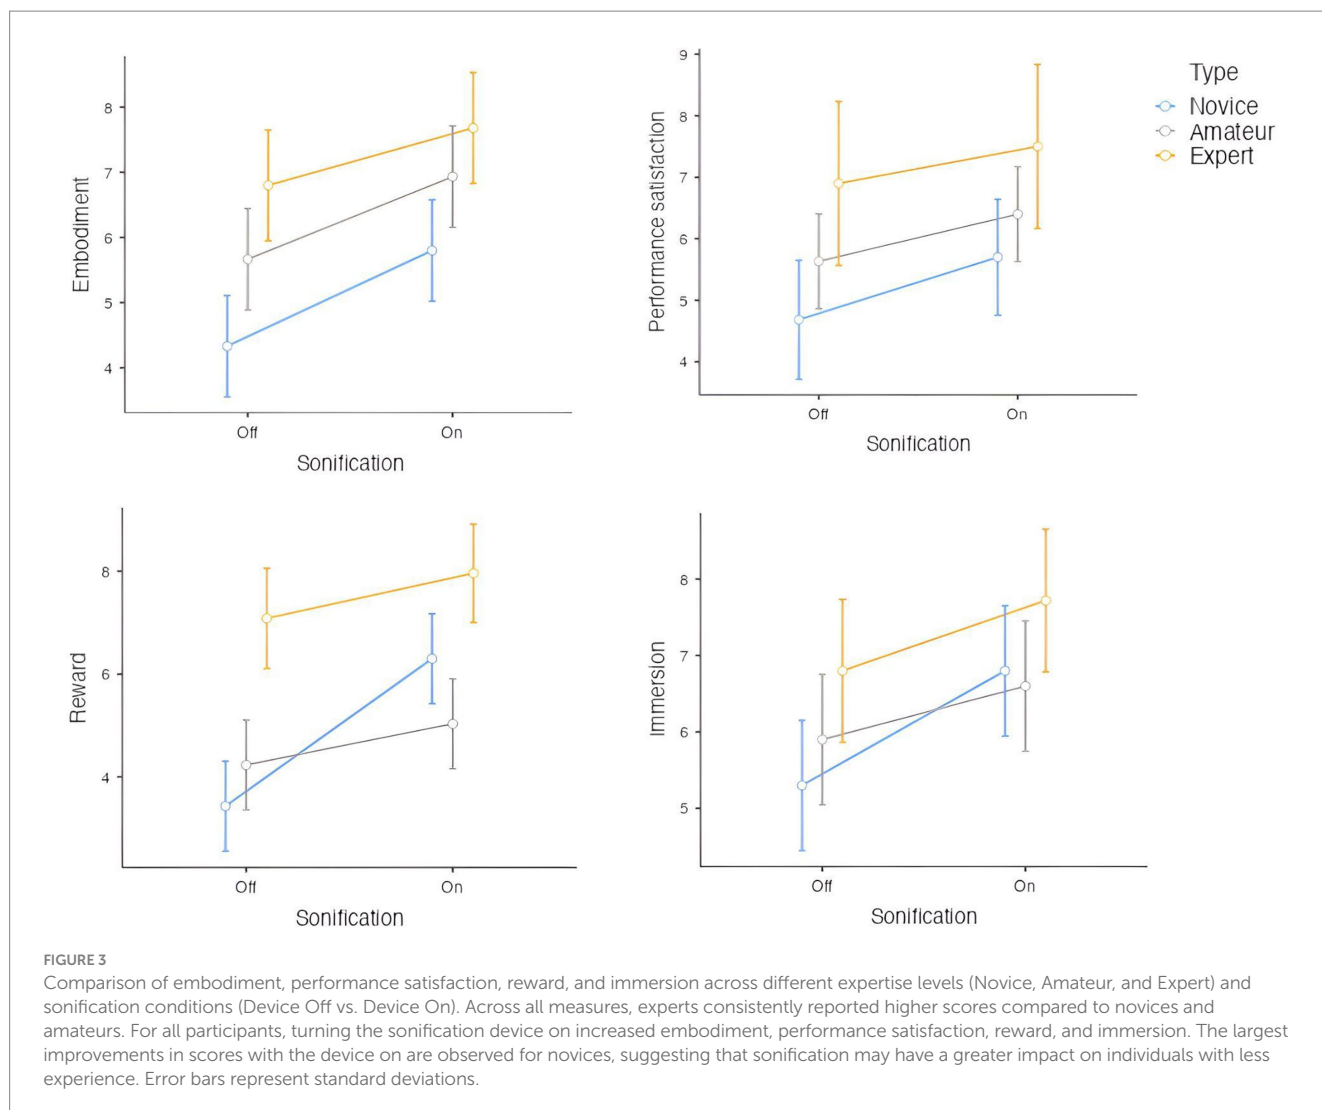 8
7
6
5
4
Embodiment
Off
On
Sonification
9
8
7
6
5
4
Performance satisfaction
Off
On
Sonification
Type
Novice
Amateur
Expert
8
6
4
Reward
Off
On
Sonification
8
7
6
5
Immersion
Off
On
Sonification
FIGURE 3
Comparison of embodiment, performance satisfaction, reward, and immersion across different expertise levels (Novice, Amateur, and Expert) and
sonification conditions (Device Off vs. Device On). Across all measures, experts consistently reported higher scores compared to novices and
amateurs. For all participants, turning the sonification device on increased embodiment, performance satisfaction, reward, and immersion. The largest
improvements in scores with the device on are observed for novices, suggesting that sonification may have a greater impact on individuals with less
experience. Error bars represent standard deviations.